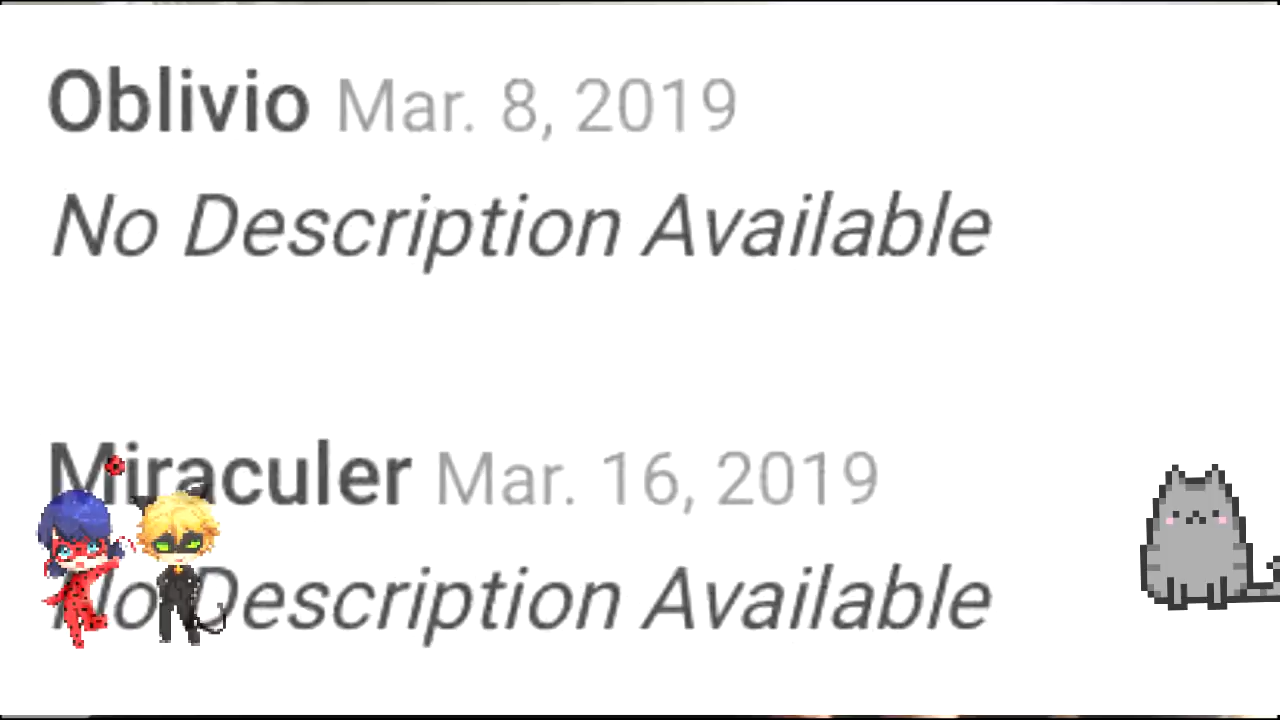 Oblivio Mar. 8, 2019
No Description Available
Miraculer Mar. 16, 2019
No Description Available